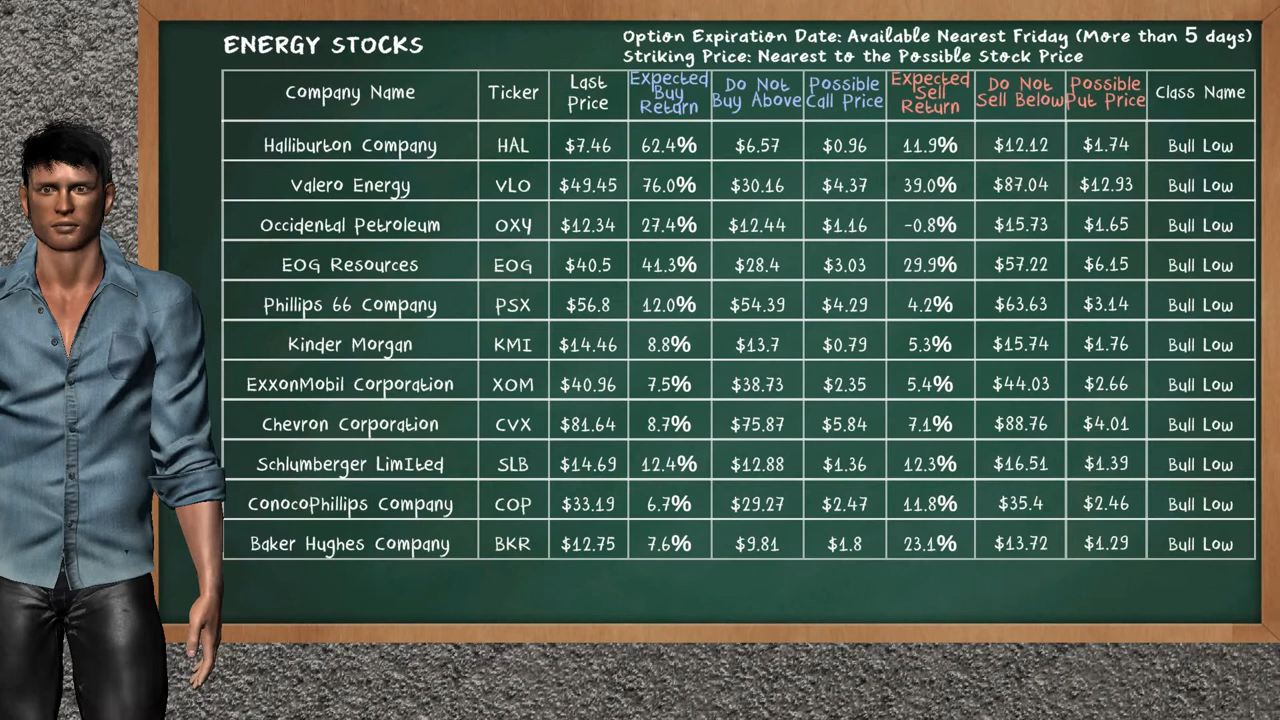 ENERGY STOCKS
Option Expiration Date: Available Nearest Friday (More than 5 days)
Striking Price: Nearest to the Possible Stock Price
Company Name Ticker Last Price Expected Buy Return Do Not Buy Above Possible Call Price Expected Sell Return Do Not Sell Below Possible Put Price Class Name
Halliburton Company HAL $7.46 62.4% $6.57 $0.96 11.9% $12.12 $1.74 Bull Low
Valero Energy VLO $49.45 76.0% $30.16 $4.37 39.0% $87.04 $12.93 Bull Low
Occidental Petroleum OXY $12.34 27.4% $12.44 $1.16 -0.8% $15.73 $1.65 Bull Low
EOG Resources EOG $40.5 41.3% $28.4 $3.03 29.9% $57.22 $6.15 Bull Low
Phillips 66 Company PSX $56.8 12.0% $54.39 $4.29 4.2% $63.63 $3.14 Bull Low
Kinder Morgan KMI $14.46 8.8% $13.7 $0.79 5.3% $15.74 $1.76 Bull Low
ExxonMobil Corporation XOM $40.96 7.5% $38.73 $2.35 5.4% $44.03 $2.66 Bull Low
Chevron Corporation CVX $81.64 8.7% $75.87 $5.84 7.1% $88.76 $4.01 Bull Low
Schlumberger LimIted SLB $14.69 12.4% $12.88 $1.36 12.3% $16.51 $1.39 Bull Low
ConocoPhillips Company COP $33.19 6.7% $29.27 $2.47 11.8% $35.4 $2.46 Bull Low
Baker Hughes Company BKR $12.75 7.6% $9.81 $1.8 23.1% $13.72 $1.29 Bull Low